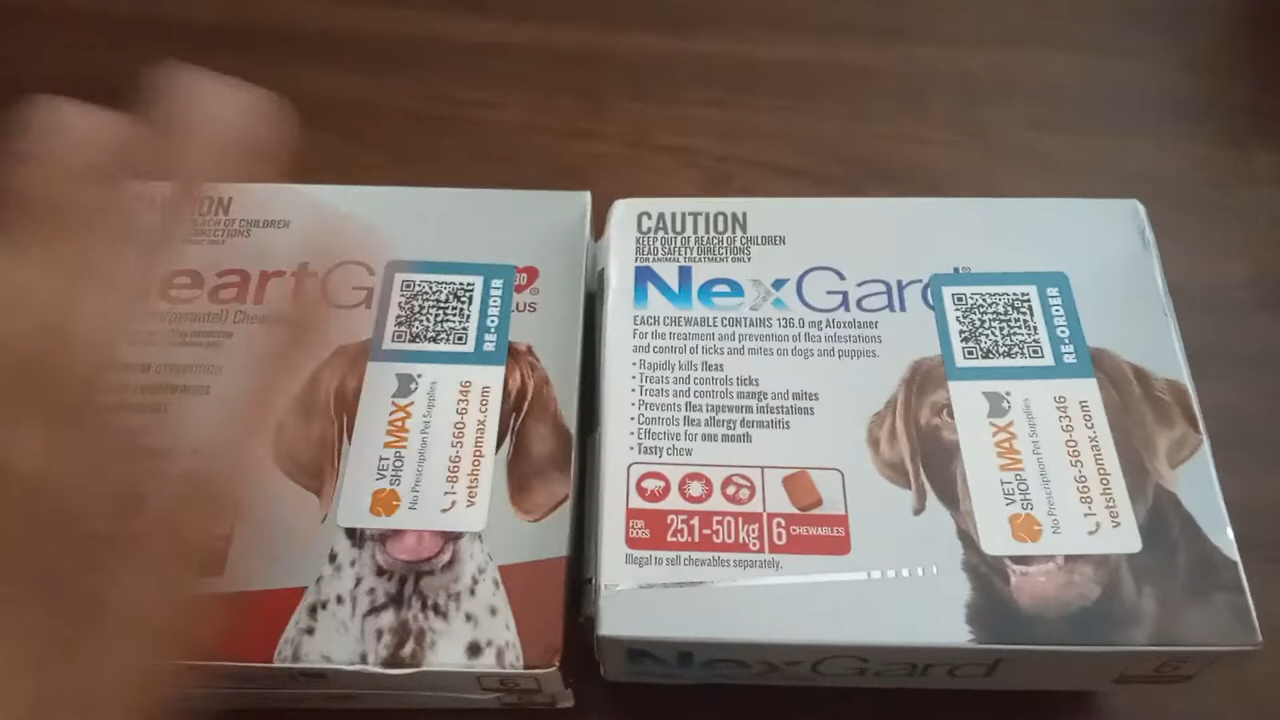 ION
REACH OF CHILDREN
DIRECTIONS
eartG
30
LUS
RE-ORDER
VET
SHOP MAX
No Prescription Pet Supplies
1-866-560-6346
vetshopmax.com
6
CAUTION
KEEP OUT OF REACH OF CHILDREN
READ SAFETY DIRECTIONS
FOR ANIMAL TREATMENT ONLY
NexGard
EACH CHEWABLE CONTAINS 136.0 mg Afoxolaner
For the treatment and prevention of flea infestations
and control of ticks and mites on dogs and puppies.
• Rapidly kills fleas
• Treats and controls ticks
• Treats and controls mange and mites
• Prevents flea tapeworm infestations
• Controls flea allergy dermatitis
• Effective for one month
• Tasty chew
FOR DOGS 25.1-50 kg 6 CHEWABLES
Illegal to sell chewables separately.
RE-ORDER
VET
SHOP MAX
No Prescription Pet Supplies
1-866-560-6346
vetshopmax.com
NexGard
6